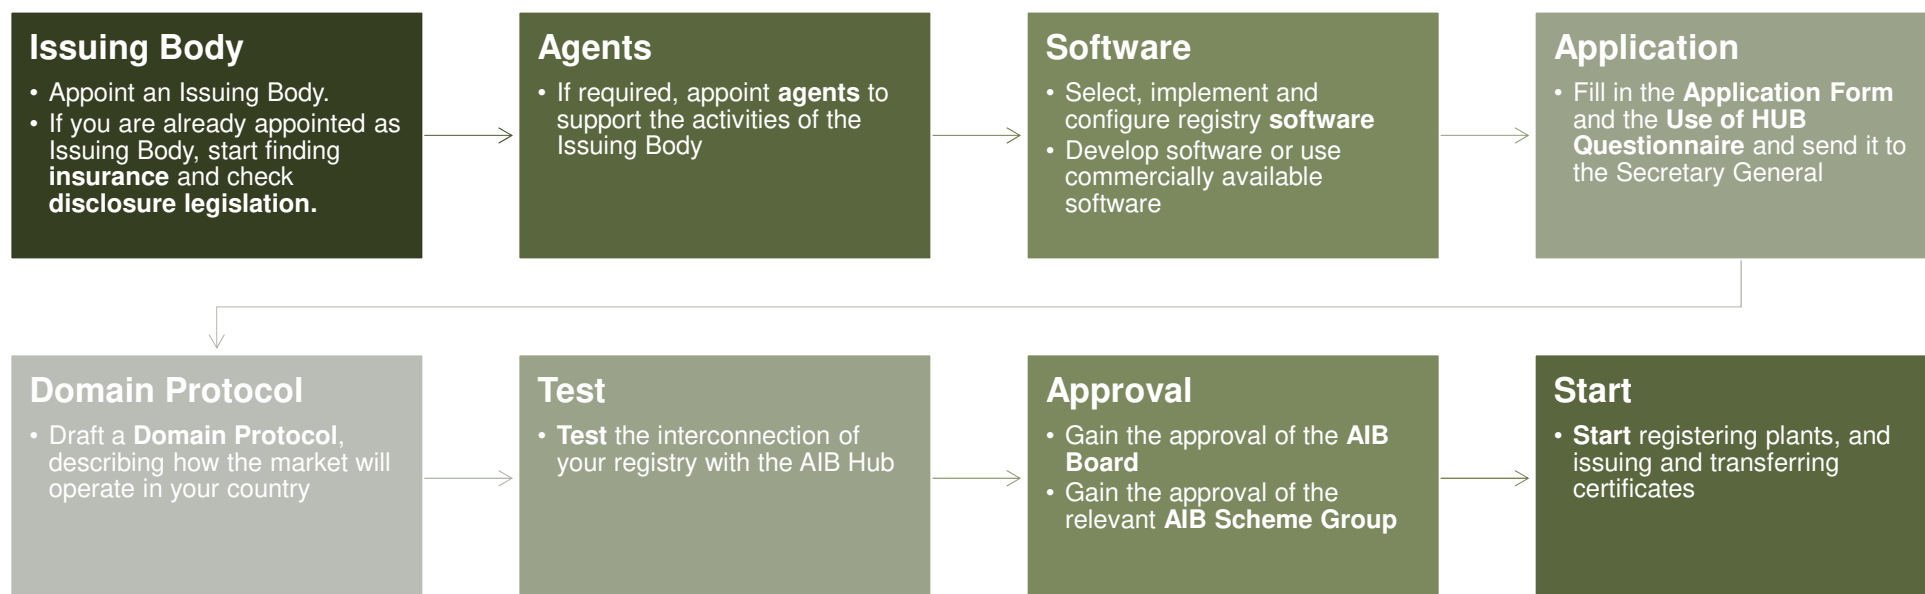 Issuing Body
• Appoint an Issuing Body.
• If you are already appointed as
Issuing Body, start finding
insurance and check
disclosure legislation.
Agents
• If required, appoint agents to
support the activities of the
Issuing Body
Software
• Select, implement and
configure registry software
• Develop software or use
commercially available
software
Application
• Fill in the Application Form
and the Use of HUB
Questionnaire and send it to
the Secretary General
Domain Protocol
• Draft a Domain Protocol,
describing how the market will
operate in your country
Test
• Test the interconnection of
your registry with the AIB Hub
Approval
• Gain the approval of the AIB
Board
• Gain the approval of the
relevant AIB Scheme Group
Start
• Start registering plants, and
issuing and transferring
certificates